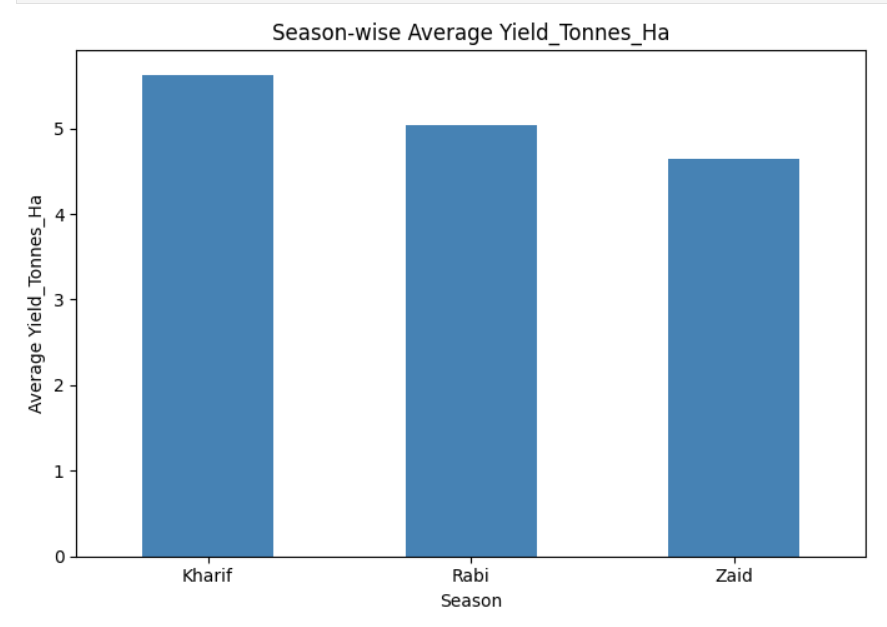 Season-wise Average Yield_Tonnes_Ha
Average Yield_Tonnes_Ha
5
4
3
2
1
0
Kharif Rabi Zaid
Season